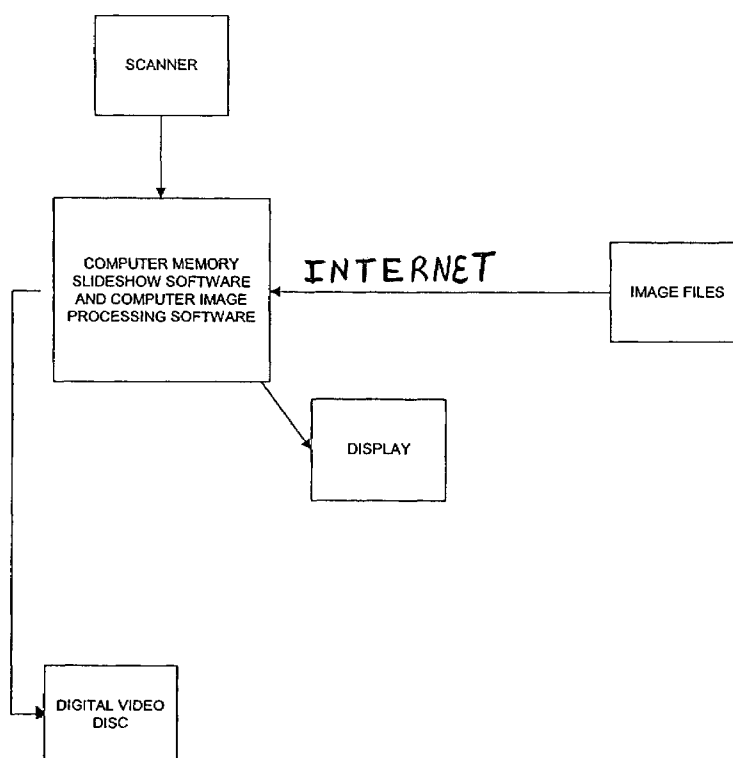 SCANNER
COMPUTER MEMORY
SLIDESHOW SOFTWARE
AND COMPUTER IMAGE
PROCESSING SOFTWARE
INTERNET
IMAGE FILES
DISPLAY
DIGITAL VIDEO
DISC